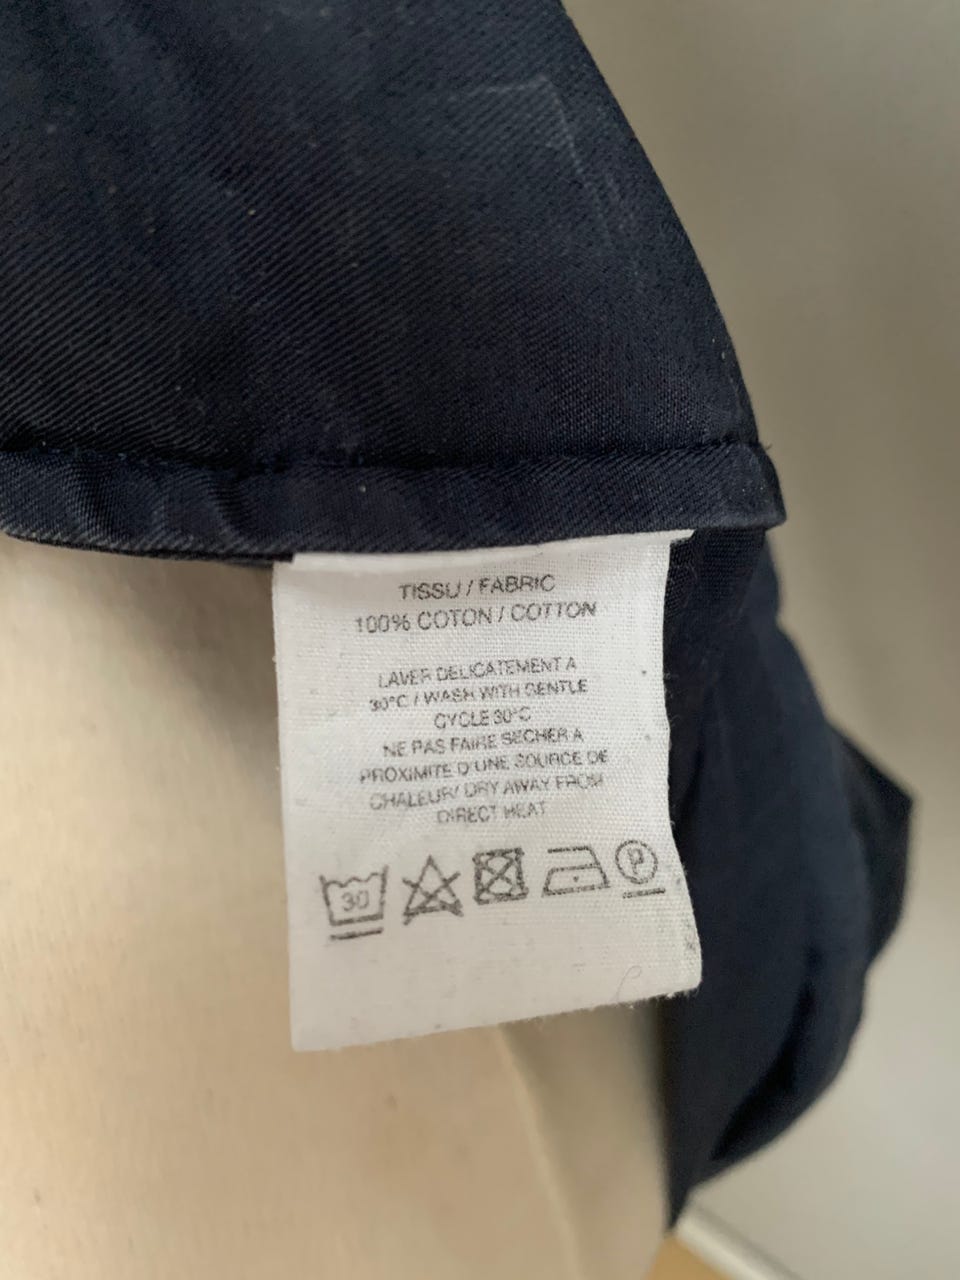 TISSU / FABRIC
100% COTON / COTTON
LAVER DELICATEMENT A
30°C / WASH WITH GENTLE
CYCLE 30°C
NE PAS FAIRE SECHER A
PROXIMITE D'UNE SOURCE DE
CHALEUR/ DRY AWAY FROM
DIRECT HEAT
30 P